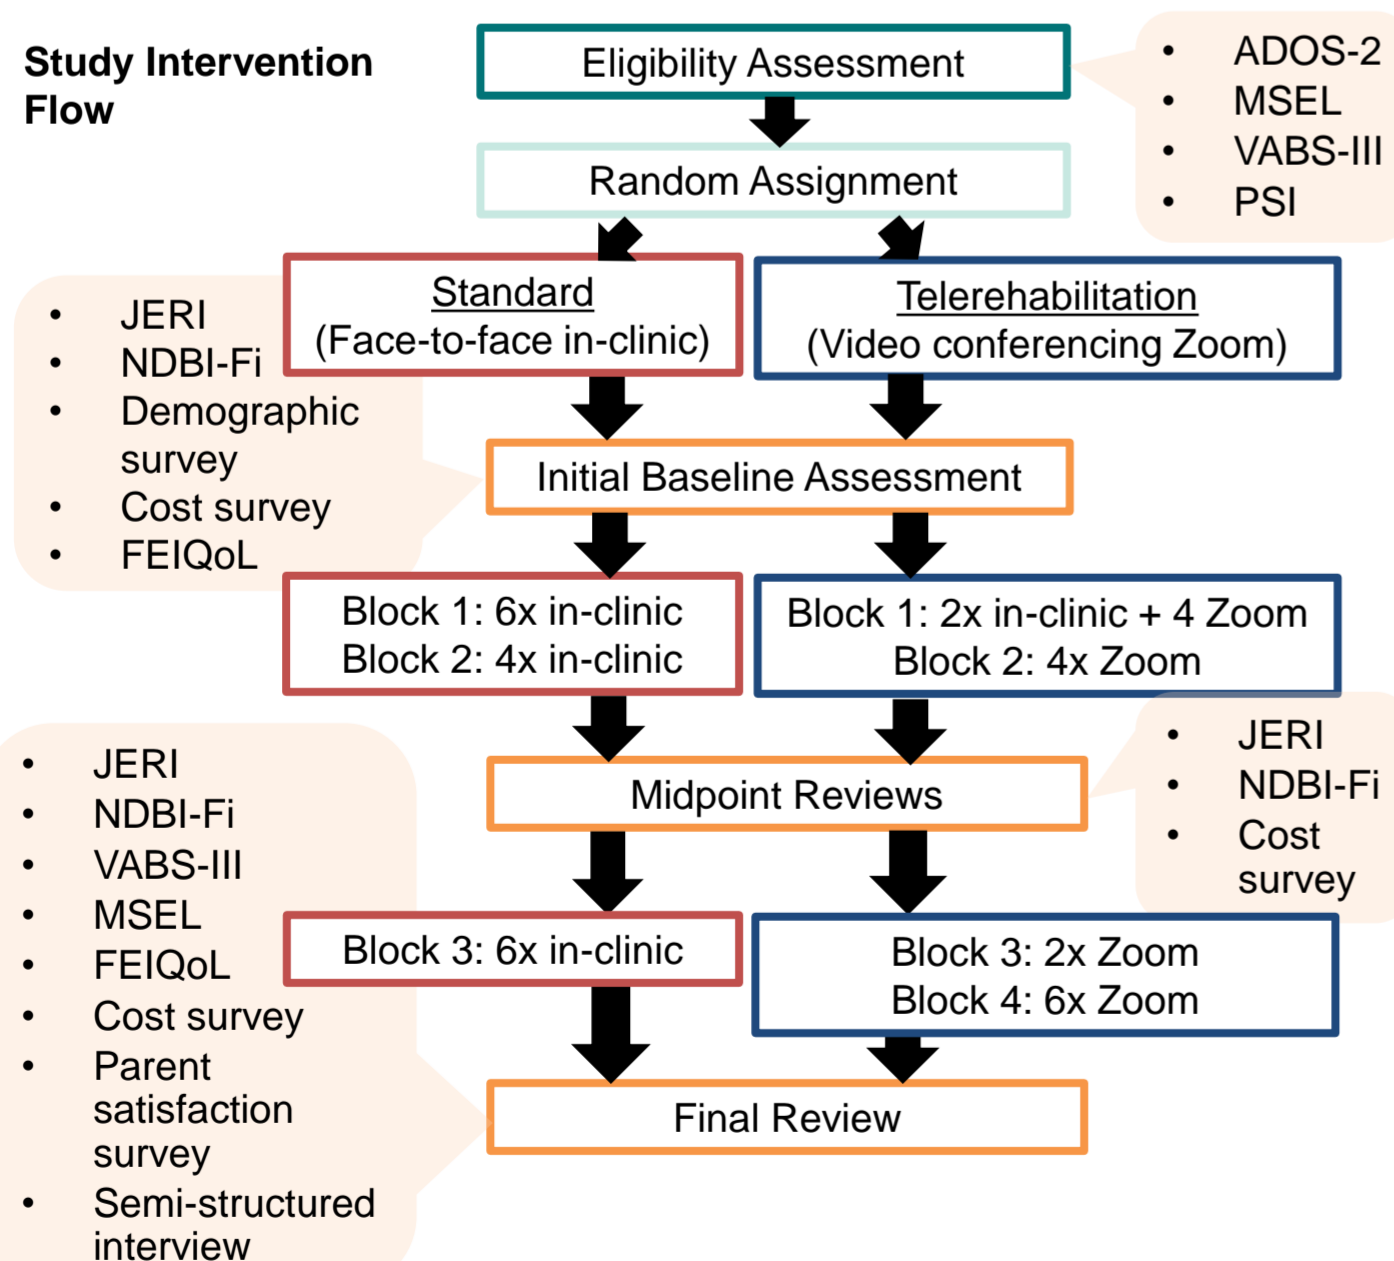 Study Intervention
Flow
Eligibility Assessment
• ADOS-2
• MSEL
• VABS-III
• PSI
Random Assignment
Standard
(Face-to-face in-clinic)
Telerehabilitation
(Video conferencing Zoom)
• JERI
• NDBI-Fi
• Demographic
survey
• Cost survey
• FEIQoL
Initial Baseline Assessment
Block 1: 6x in-clinic
Block 2: 4x in-clinic
Block 1: 2x in-clinic + 4 Zoom
Block 2: 4x Zoom
Midpoint Reviews
• JERI
• NDBI-Fi
• Cost
survey
• JERI
• NDBI-Fi
• VABS-III
• MSEL
• FEIQoL
• Cost survey
• Parent
satisfaction
survey
• Semi-structured
interview
Block 3: 6x in-clinic
Block 3: 2x Zoom
Block 4: 6x Zoom
Final Review